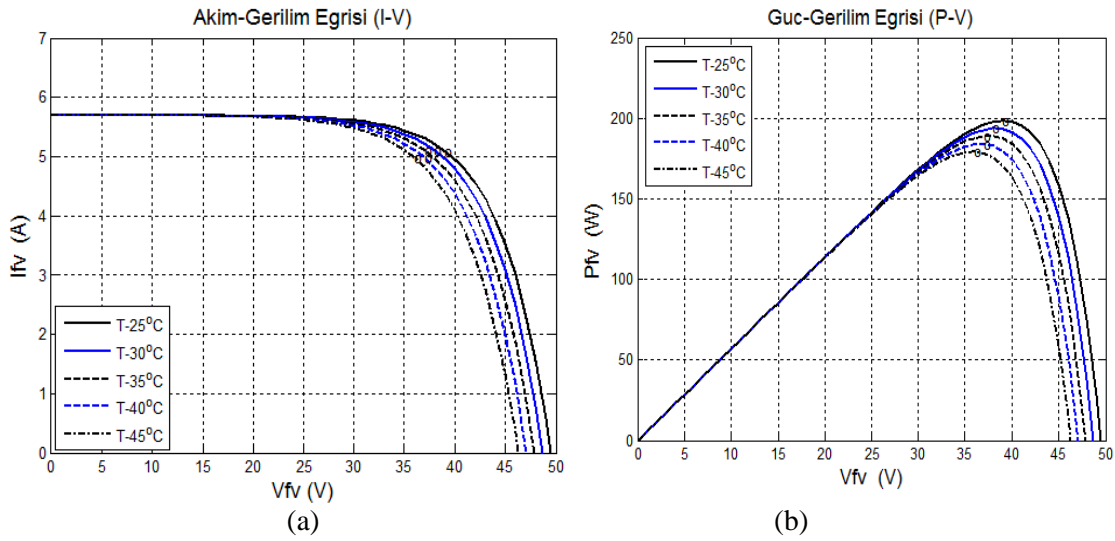 Akim-Gerilim Egrisi (I-V)
7
6
5
4
3
2
1
0
Ifv (A)
T-25°C
T-30°C
T-35°C
T-40°C
T-45°C
0 5 10 15 20 25 30 35 40 45 50
Vfv (V)
(a)
Guc-Gerilim Egrisi (P-V)
250
200
150
100
50
0
Pfv (W)
T-25°C
T-30°C
T-35°C
T-40°C
T-45°C
0 5 10 15 20 25 30 35 40 45 50
Vfv (V)
(b)